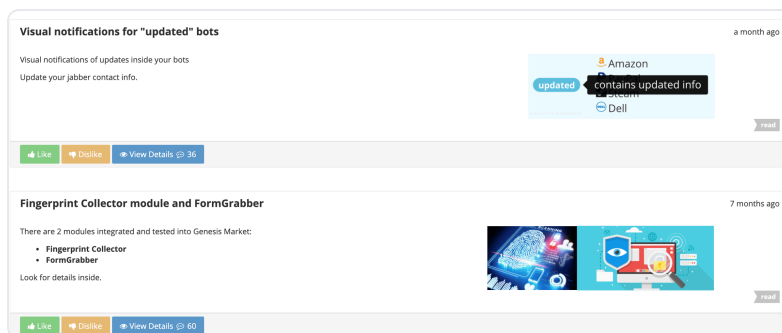 Visual notifications for "updated" bots
a month ago
Visual notifications of updates inside your bots
Update your jabber contact info.
Amazon
updated
contains updated info
Dell
read
Like
Dislike
View Details 36
Fingerprint Collector module and FormGrabber
7 months ago
There are 2 modules integrated and tested into Genesis Market:
• Fingerprint Collector
• FormGrabber
Look for details inside.
read
Like
Dislike
View Details 60